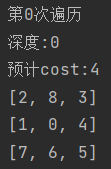 第0次遍历
深度:0
预计cost:4
[2, 8, 3]
[1, 0, 4]
[7, 6, 5]